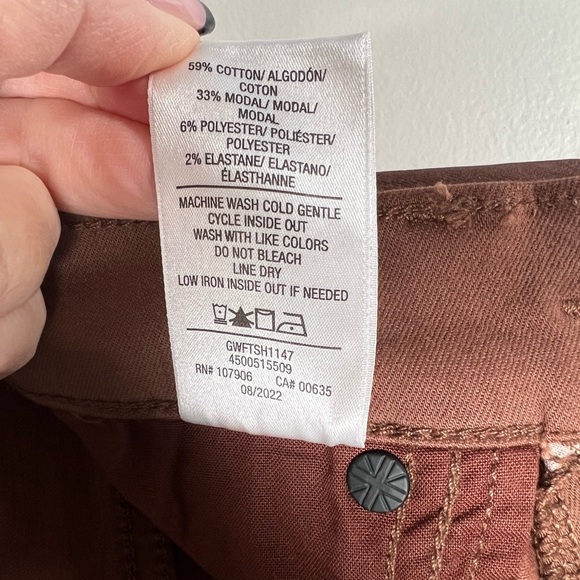 59% COTTON/ ALGODÓN/
COTON
33% MODAL/ MODAL/
MODAL
6% POLYESTER/ POLIÉSTER/
POLYESTER
2% ELASTANE/ ELASTANO/
ÉLASTHANNE
MACHINE WASH COLD GENTLE
CYCLE INSIDE OUT
WASH WITH LIKE COLORS
DO NOT BLEACH
LINE DRY
LOW IRON INSIDE OUT IF NEEDED
GWFTSH1147
4500515509
RN# 107906 CA# 00635
08/2022